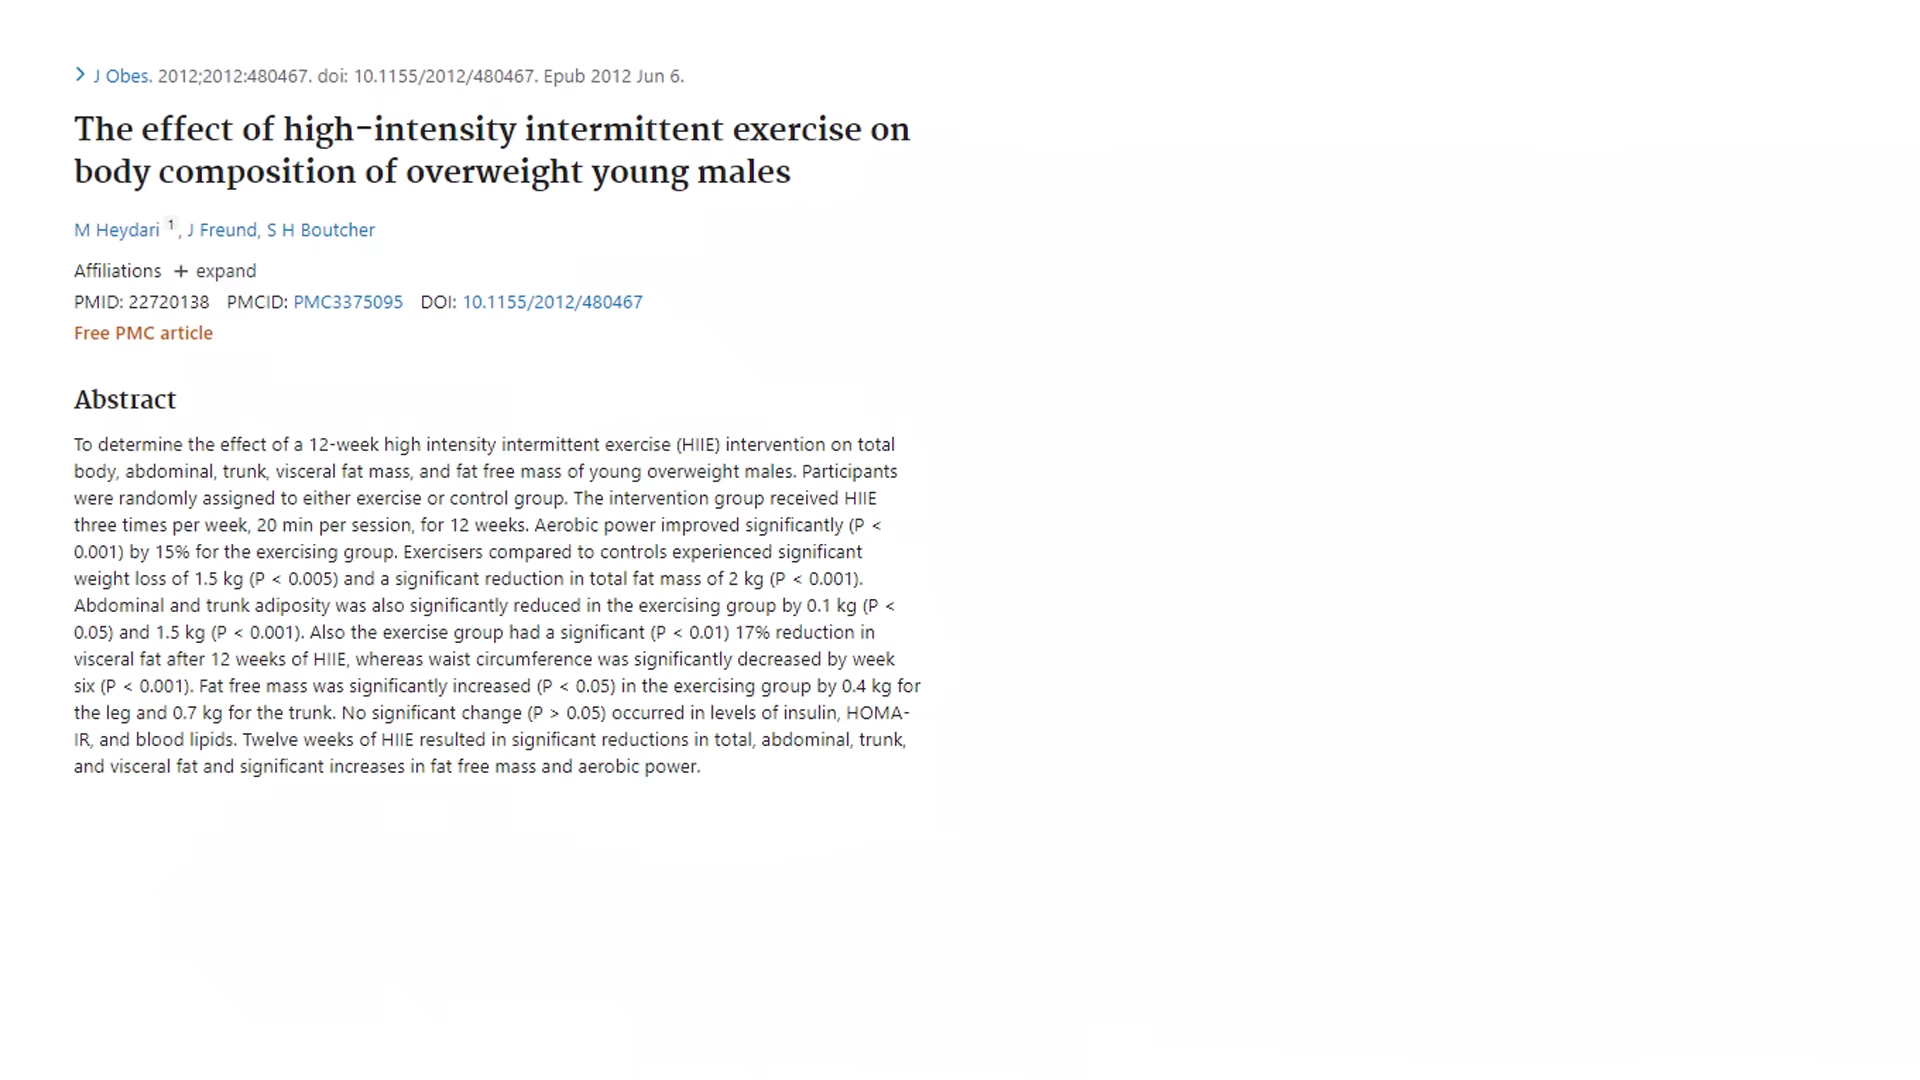 J Obes. 2012;2012:480467. doi: 10.1155/2012/480467. Epub 2012 Jun 6.
The effect of high-intensity intermittent exercise on
body composition of overweight young males
M Heydari 1, J Freund, S H Boutcher
Affiliations + expand
PMID: 22720138 PMCID: PMC3375095 DOI: 10.1155/2012/480467
Free PMC article
Abstract
To determine the effect of a 12-week high intensity intermittent exercise (HIIE) intervention on total
body, abdominal, trunk, visceral fat mass, and fat free mass of young overweight males. Participants
were randomly assigned to either exercise or control group. The intervention group received HIIE
three times per week, 20 min per session, for 12 weeks. Aerobic power improved significantly (P <
0.001) by 15% for the exercising group. Exercisers compared to controls experienced significant
weight loss of 1.5 kg (P < 0.005) and a significant reduction in total fat mass of 2 kg (P < 0.001).
Abdominal and trunk adiposity was also significantly reduced in the exercising group by 0.1 kg (P <
0.05) and 1.5 kg (P < 0.001). Also the exercise group had a significant (P < 0.01) 17% reduction in
visceral fat after 12 weeks of HIIE, whereas waist circumference was significantly decreased by week
six (P < 0.001). Fat free mass was significantly increased (P < 0.05) in the exercising group by 0.4 kg for
the leg and 0.7 kg for the trunk. No significant change (P > 0.05) occurred in levels of insulin, HOMA-
IR, and blood lipids. Twelve weeks of HIIE resulted in significant reductions in total, abdominal, trunk,
and visceral fat and significant increases in fat free mass and aerobic power.